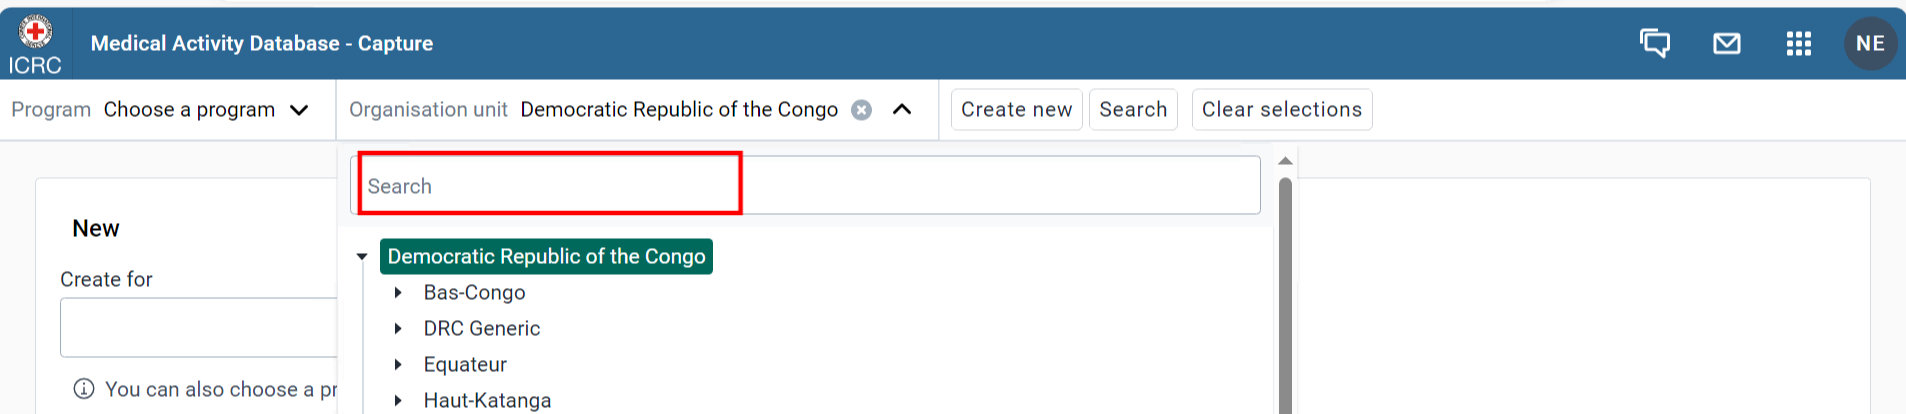 ICRC
Medical Activity Database - Capture
NE
Program Choose a program
Organisation unit Democratic Republic of the Congo
Create new
Search
Clear selections
Search
New
Create for
You can also choose a pr
Democratic Republic of the Congo
Bas-Congo
DRC Generic
Equateur
Haut-Katanga